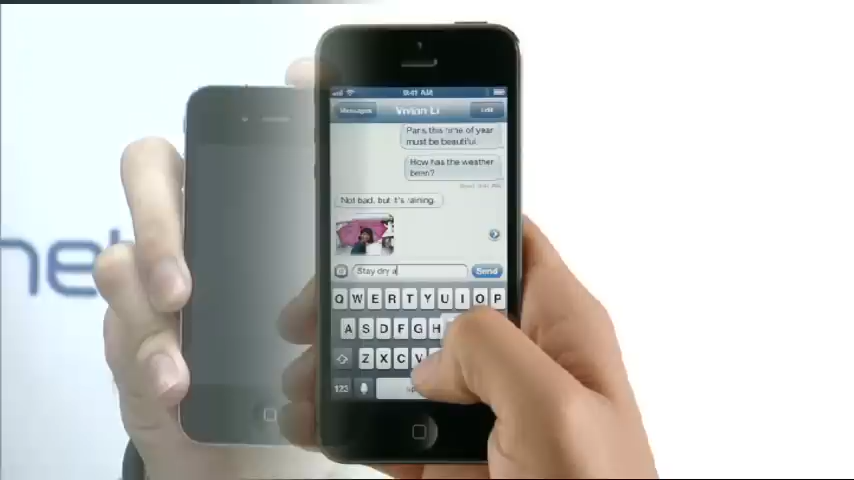 net
9:41 AM
Messages
Vivian Li
Edit
Paris this time of year
must be beautiful.
How has the weather
been?
Not bad, but it's raining.
Stay dry a
Send
Q W E R T Y U I O P
A S D F G H
Z X C V
123